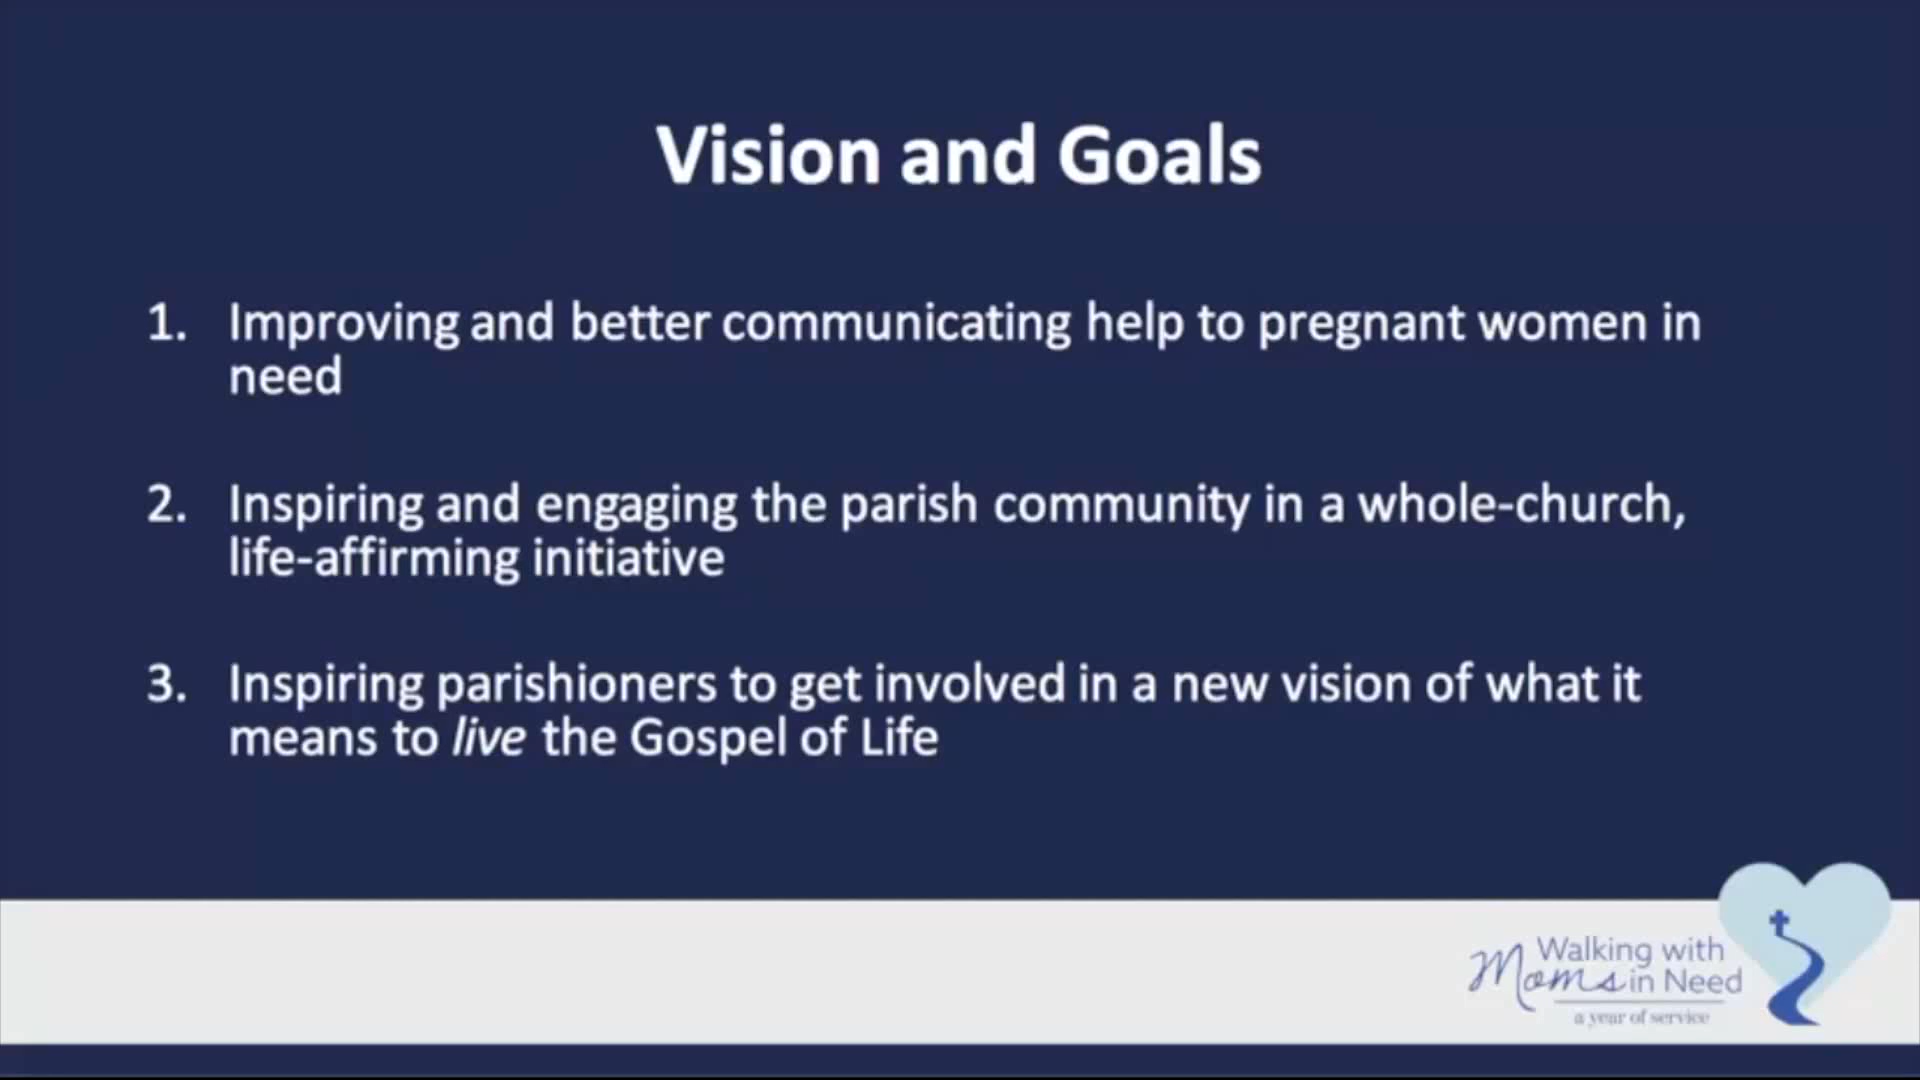 Vision and Goals
1. Improving and better communicating help to pregnant women in
need
2. Inspiring and engaging the parish community in a whole-church,
life-affirming initiative
3. Inspiring parishioners to get involved in a new vision of what it
means to live the Gospel of Life
Walking with
Moms in Need
a year of service